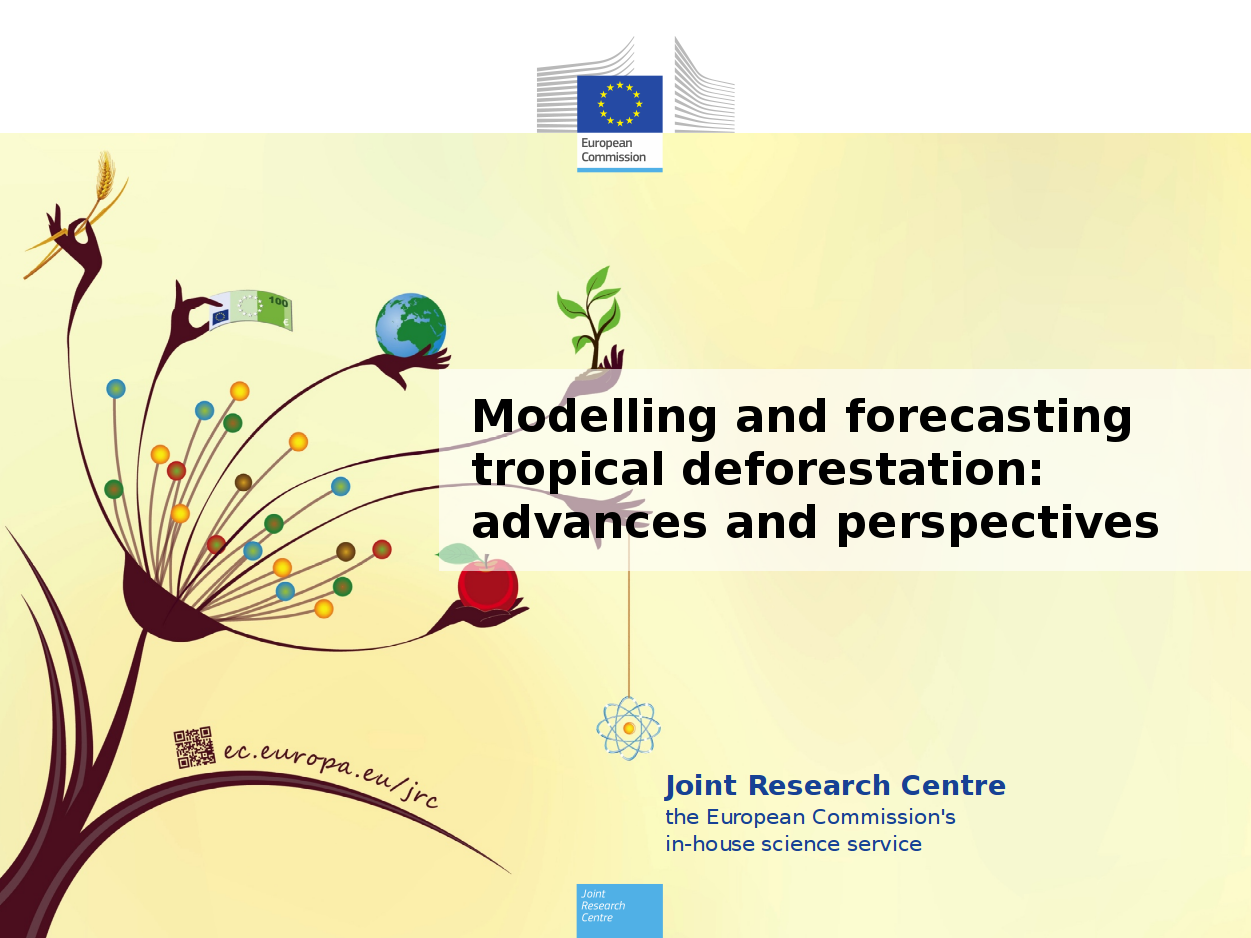 European
Commission
100
€
Modelling and forecasting
tropical deforestation:
advances and perspectives
ec.europa.eu/jrc
Joint Research Centre
the European Commission's
in-house science service
Joint
Research
Centre